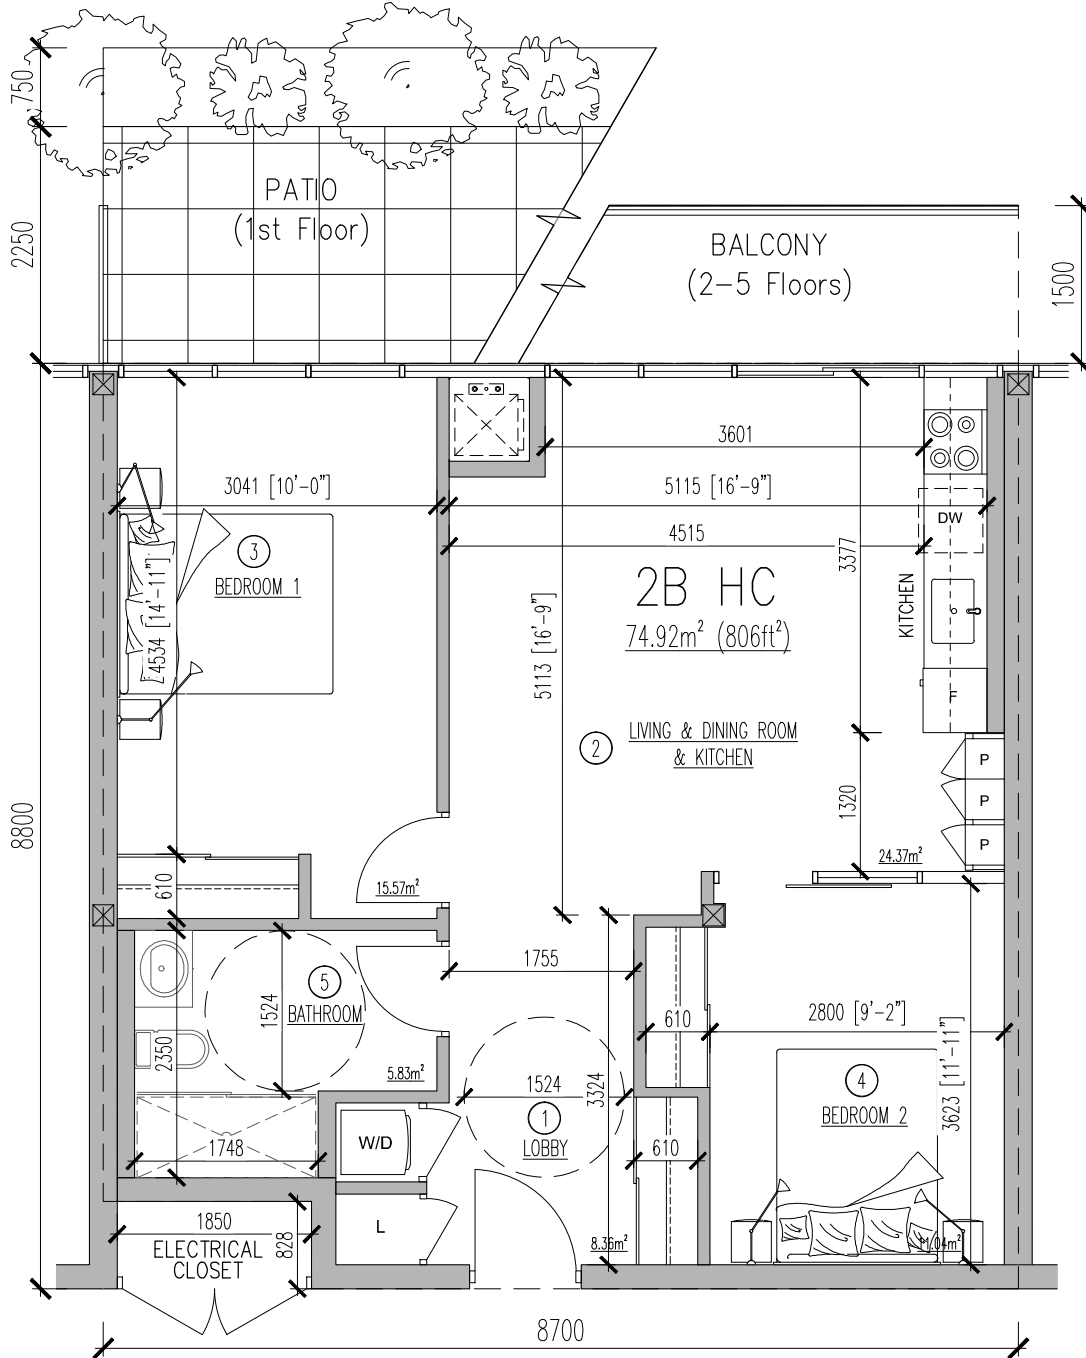 750
2250
PATIO
(1st Floor)
BALCONY
(2-5 Floors)
1500
3601
3041 [10'-0"]
5115 [16'-9"]
DW
4515
3377
3
BEDROOM 1
4534 [14'-11"]
2B HC
74.92m² (806ft²)
KITCHEN
5113 [16'-9"]
F
2
LIVING & DINING ROOM
& KITCHEN
P
P
P
1320
8800
24.37m²
610
15.57m²
1755
5
BATHROOM
1524
2350
5.83m²
610
2800 [9'-2"]
3623 [11'-11"]
1524
3324
4
BEDROOM 2
1
LOBBY
W/D
1748
610
L
1850
828
ELECTRICAL
CLOSET
8.36m²
11.04m²
8700